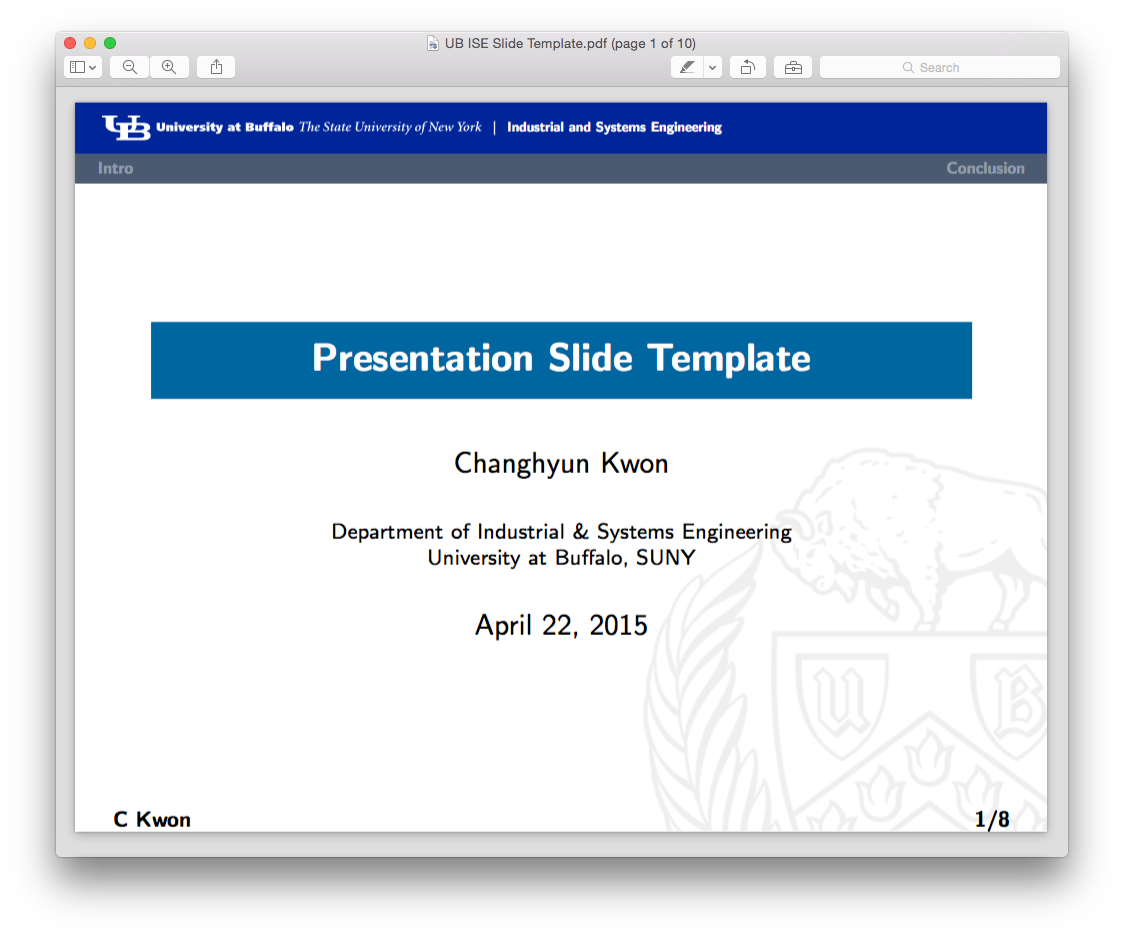 UB ISE Slide Template.pdf (page 1 of 10)
Search
UB University at Buffalo The State University of New York | Industrial and Systems Engineering
Intro Conclusion
Presentation Slide Template
Changhyun Kwon
Department of Industrial & Systems Engineering
University at Buffalo, SUNY
April 22, 2015
U B
C Kwon 1/8